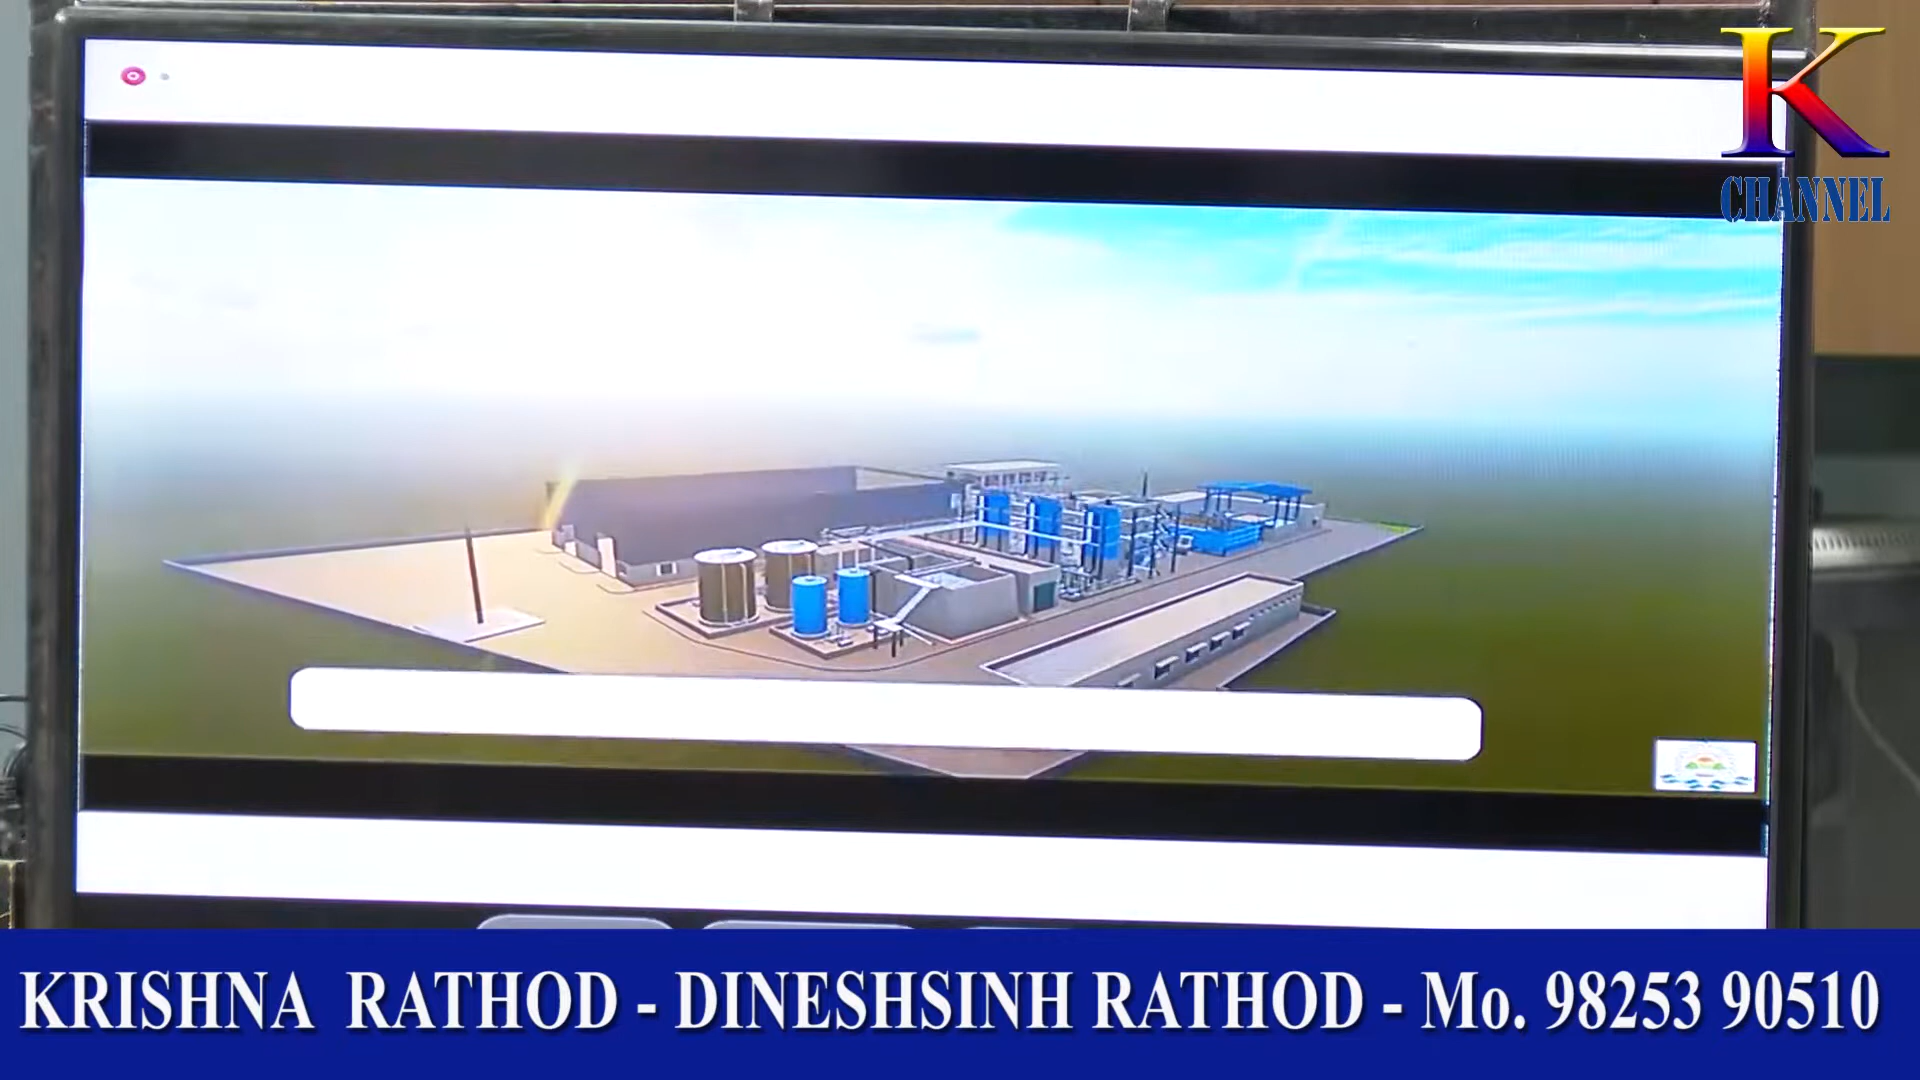 K
CHANNEL
KRISHNA RATHOD - DINESHSINH RATHOD - Mo. 98253 90510